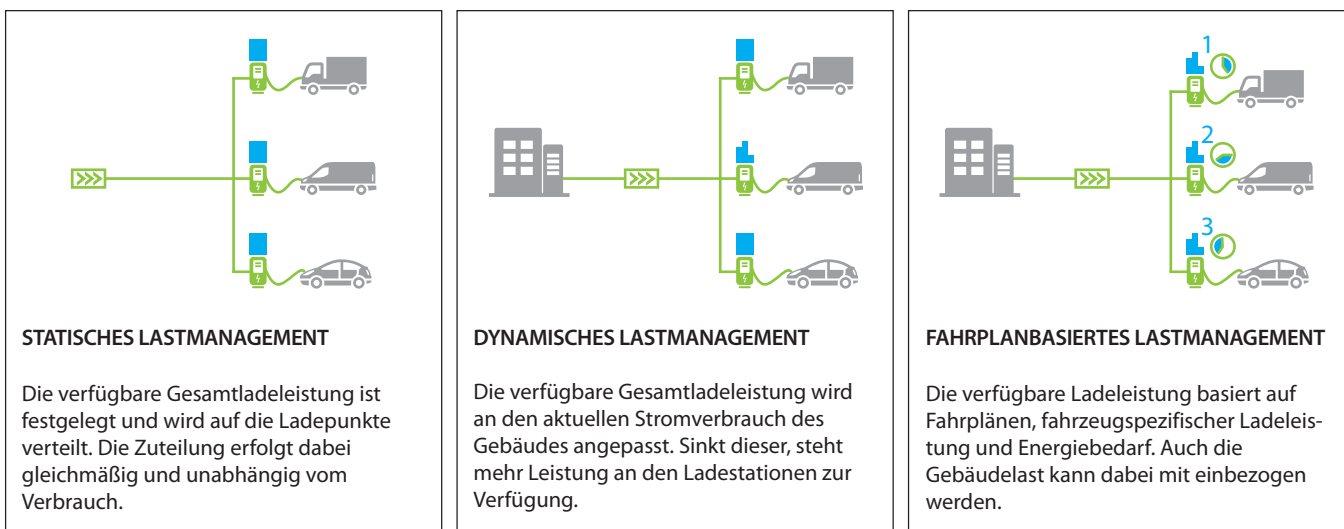 STATISCHES LASTMANAGEMENT
Die verfügbare Gesamtladeleistung ist
festgelegt und wird auf die Ladepunkte
verteilt. Die Zuteilung erfolgt dabei
gleichmäßig und unabhängig vom
Verbrauch.
DYNAMISCHES LASTMANAGEMENT
Die verfügbare Gesamtladeleistung wird
an den aktuellen Stromverbrauch des
Gebäudes angepasst. Sinkt dieser, steht
mehr Leistung an den Ladestationen zur
Verfügung.
1
2
3
FAHRPLANBASIERTES LASTMANAGEMENT
Die verfügbare Ladeleistung basiert auf
Fahrplänen, fahrzeugspezifischer Ladeleis-
tung und Energiebedarf. Auch die
Gebäudelast kann dabei mit einbezogen
werden.